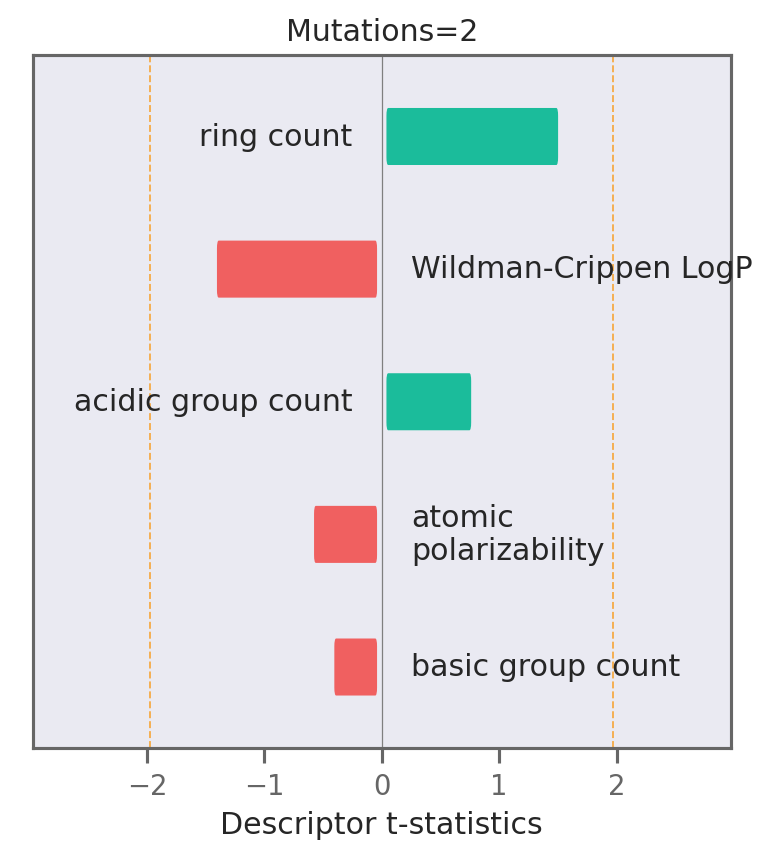 Mutations=2
ring count
Wildman-Crippen LogP
acidic group count
atomic
polarizability
basic group count
−2 −1 0 1 2
Descriptor t-statistics